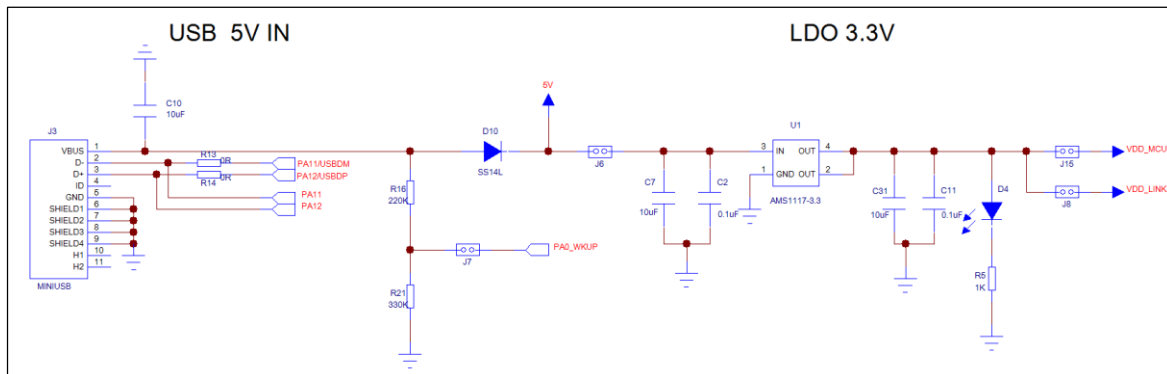 USB 5V IN
LDO 3.3V
C10
10uF
J3
MINIUSB
VBUS 1
D- 2
D+ 3
ID 4
GND 5
SHIELD1 6
SHIELD2 7
SHIELD3 8
SHIELD4 9
H1 10
H2 11
R13 0R
R14 0R
PA11/USBDM
PA12/USBDP
PA11
PA12
R16
220K
R21
330K
J7
PA0_WKUP
D10
SS14L
5V
J6
C7
10uF
C2
0.1uF
U1
3 IN OUT 4
1 GND OUT 2
AMS1117-3.3
C31
10uF
C11
0.1uF
D4
R5
1K
J15
VDD_MCU
J8
VDD_LINK